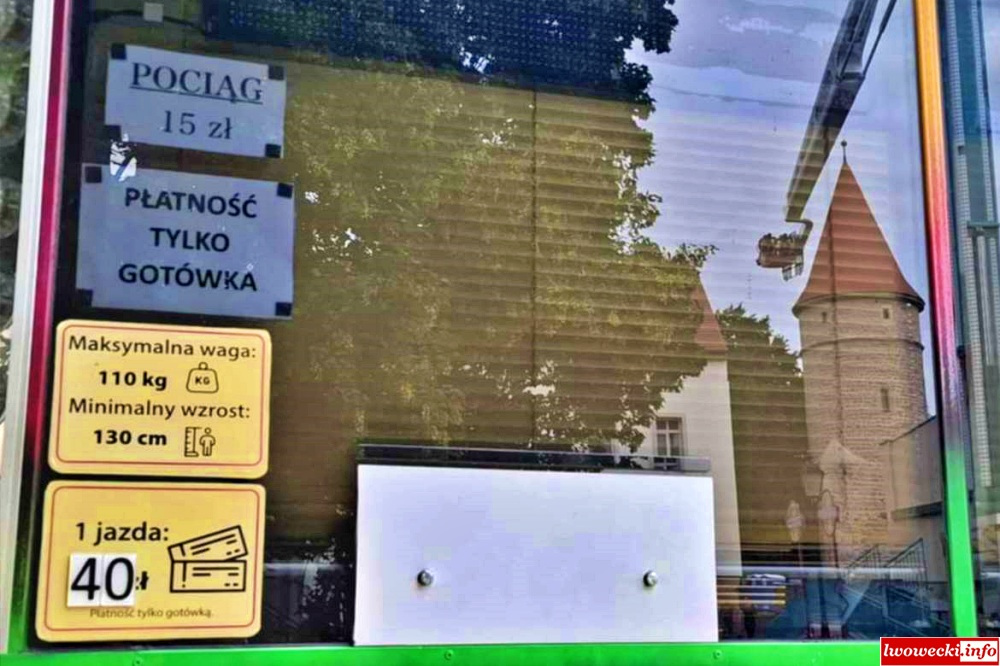 POCIĄG
15 zł
PŁATNOŚĆ
TYLKO
GOTÓWKA
Maksymalna waga:
110 kg KG
Minimalny wzrost:
130 cm
1 jazda:
40 zł
Płatność tylko gotówką.
lwowecki.info